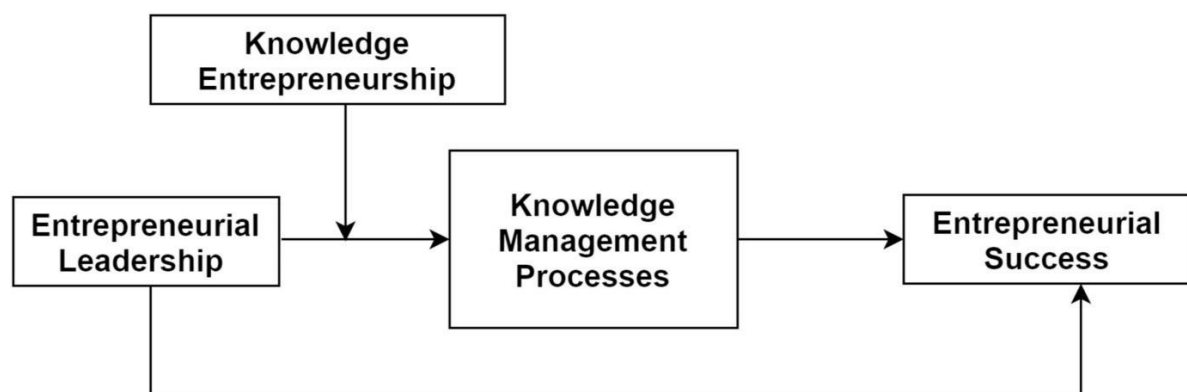 Knowledge
Entrepreneurship
Entrepreneurial
Leadership
Knowledge
Management
Processes
Entrepreneurial
Success